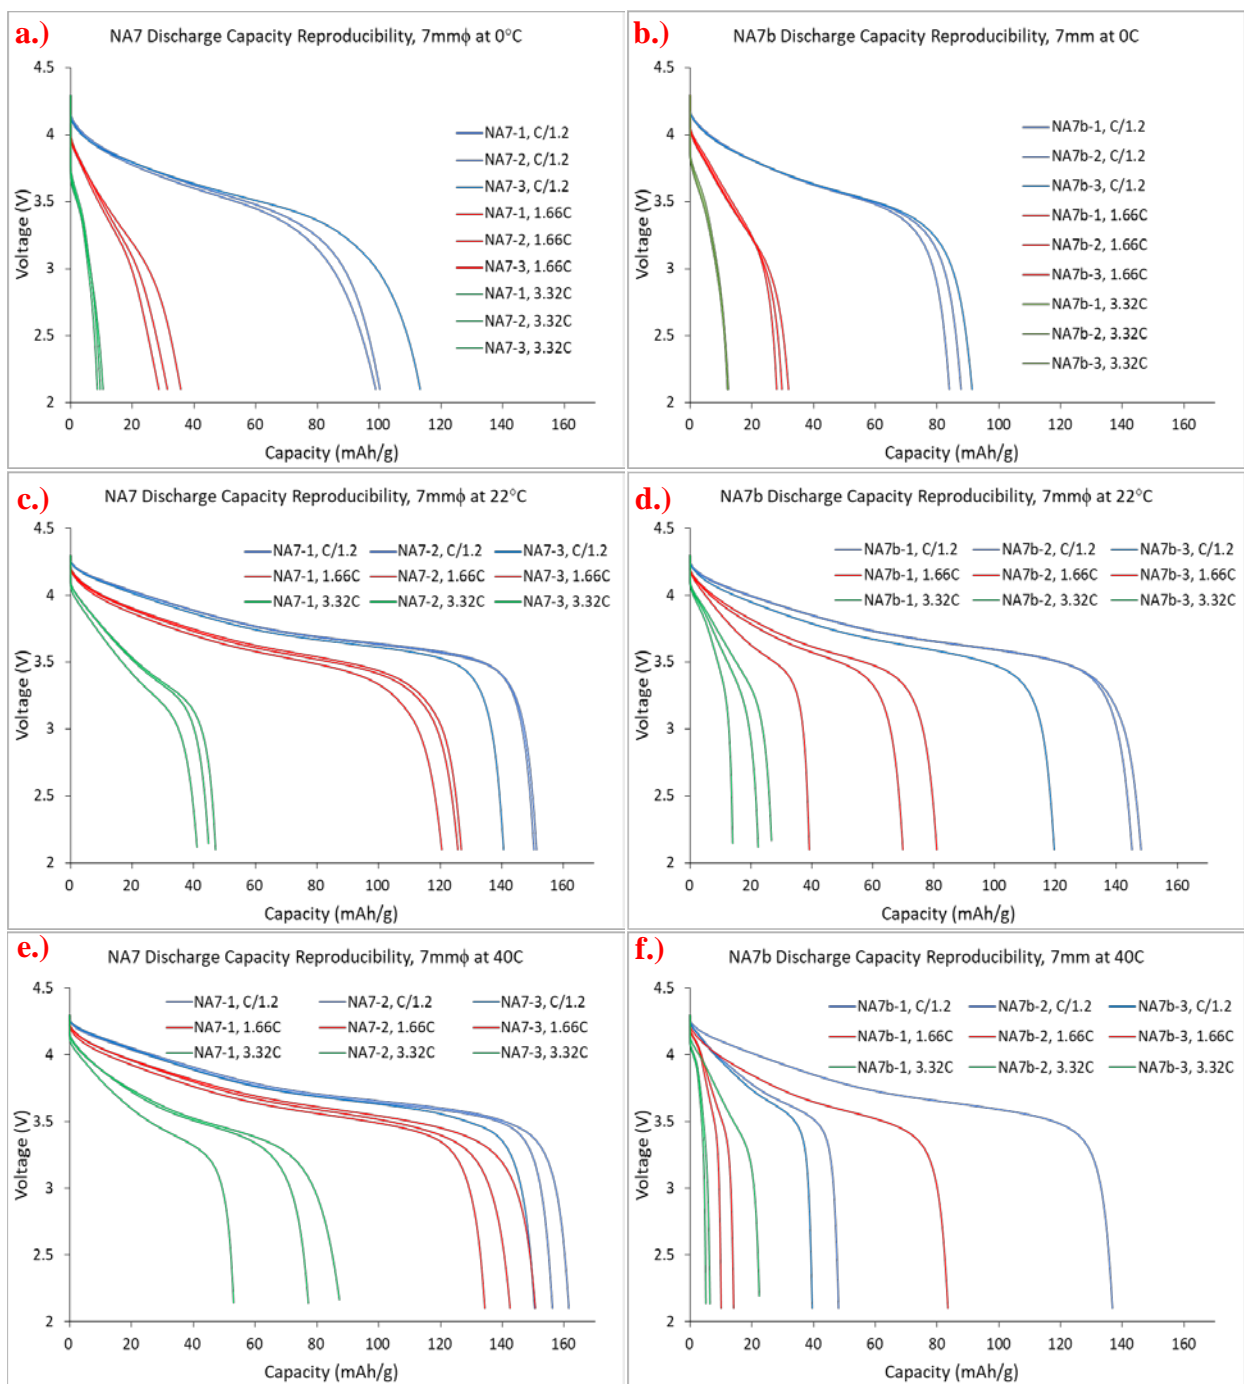 a.)
NA7 Discharge Capacity Reproducibility, 7mmϕ at 0°C
4.5
4
3.5
3
2.5
2
Voltage (V)
NA7-1, C/1.2
NA7-2, C/1.2
NA7-3, C/1.2
NA7-1, 1.66C
NA7-2, 1.66C
NA7-3, 1.66C
NA7-1, 3.32C
NA7-2, 3.32C
NA7-3, 3.32C
0 20 40 60 80 100 120 140 160
Capacity (mAh/g)
b.)
NA7b Discharge Capacity Reproducibility, 7mm at 0C
4.5
4
3.5
3
2.5
2
Voltage (V)
NA7b-1, C/1.2
NA7b-2, C/1.2
NA7b-3, C/1.2
NA7b-1, 1.66C
NA7b-2, 1.66C
NA7b-3, 1.66C
NA7b-1, 3.32C
NA7b-2, 3.32C
NA7b-3, 3.32C
0 20 40 60 80 100 120 140 160
Capacity (mAh/g)
c.)
NA7 Discharge Capacity Reproducibility, 7mmϕ at 22°C
4.5
4
3.5
3
2.5
2
Voltage (V)
NA7-1, C/1.2 NA7-2, C/1.2 NA7-3, C/1.2
NA7-1, 1.66C NA7-2, 1.66C NA7-3, 1.66C
NA7-1, 3.32C NA7-2, 3.32C NA7-3, 3.32C
0 20 40 60 80 100 120 140 160
Capacity (mAh/g)
d.)
NA7b Discharge Capacity Reproducibility, 7mmϕ at 22°C
4.5
4
3.5
3
2.5
2
Voltage (V)
NA7b-1, C/1.2 NA7b-2, C/1.2 NA7b-3, C/1.2
NA7b-1, 1.66C NA7b-2, 1.66C NA7b-3, 1.66C
NA7b-1, 3.32C NA7b-2, 3.32C NA7b-3, 3.32C
0 20 40 60 80 100 120 140 160
Capacity (mAh/g)
e.)
NA7 Discharge Capacity Reproducibility, 7mmϕ at 40C
4.5
4
3.5
3
2.5
2
Voltage (V)
NA7-1, C/1.2 NA7-2, C/1.2 NA7-3, C/1.2
NA7-1, 1.66C NA7-2, 1.66C NA7-3, 1.66C
NA7-1, 3.32C NA7-2, 3.32C NA7-3, 3.32C
0 20 40 60 80 100 120 140 160
Capacity (mAh/g)
f.)
NA7b Discharge Capacity Reproducibility, 7mm at 40C
4.5
4
3.5
3
2.5
2
Voltage (V)
NA7b-1, C/1.2 NA7b-2, C/1.2 NA7b-3, C/1.2
NA7b-1, 1.66C NA7b-2, 1.66C NA7b-3, 1.66C
NA7b-1, 3.32C NA7b-2, 3.32C NA7b-3, 3.32C
0 20 40 60 80 100 120 140 160
Capacity (mAh/g)